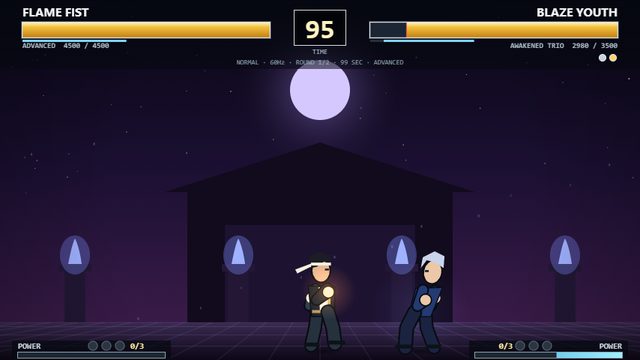 FLAME FIST
95
BLAZE YOUTH
ADVANCED 4500 / 4500
TIME
AWAKENED TRIO 2980 / 3500
NORMAL · 60Hz · ROUND 1/2 · 99 SEC · ADVANCED
POWER 0/3
0/3 POWER